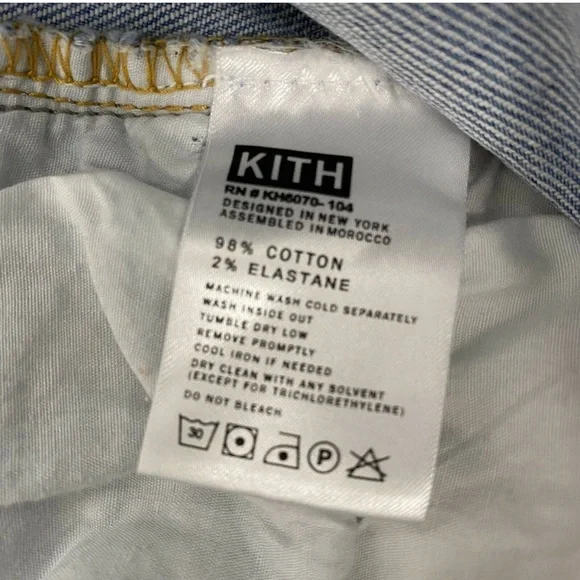 KITH
RN # KH6070-104
DESIGNED IN NEW YORK
ASSEMBLED IN MOROCCO
98% COTTON
2% ELASTANE
MACHINE WASH COLD SEPARATELY
WASH INSIDE OUT
TUMBLE DRY LOW
REMOVE PROMPTLY
COOL IRON IF NEEDED
DRY CLEAN WITH ANY SOLVENT
(EXCEPT FOR TRICHLORETHYLENE)
DO NOT BLEACH
30 P